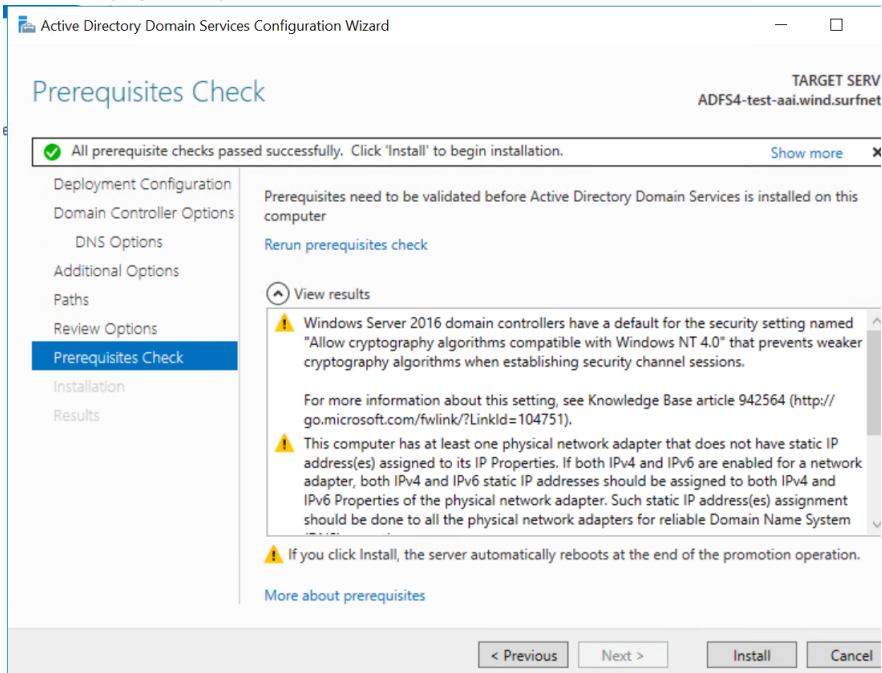 Active Directory Domain Services Configuration Wizard
Prerequisites Check
TARGET SERV
ADFS4-test-aai.wind.surfnet
All prerequisite checks passed successfully. Click 'Install' to begin installation.
Show more
Deployment Configuration
Domain Controller Options
DNS Options
Additional Options
Paths
Review Options
Prerequisites Check
Installation
Results
Prerequisites need to be validated before Active Directory Domain Services is installed on this
computer
Rerun prerequisites check
View results
Windows Server 2016 domain controllers have a default for the security setting named
"Allow cryptography algorithms compatible with Windows NT 4.0" that prevents weaker
cryptography algorithms when establishing security channel sessions.
For more information about this setting, see Knowledge Base article 942564 (http://
go.microsoft.com/fwlink/?LinkId=104751).
This computer has at least one physical network adapter that does not have static IP
address(es) assigned to its IP Properties. If both IPv4 and IPv6 are enabled for a network
adapter, both IPv4 and IPv6 static IP addresses should be assigned to both IPv4 and
IPv6 Properties of the physical network adapter. Such static IP address(es) assignment
should be done to all the physical network adapters for reliable Domain Name System
If you click Install, the server automatically reboots at the end of the promotion operation.
More about prerequisites
< Previous
Next >
Install
Cancel